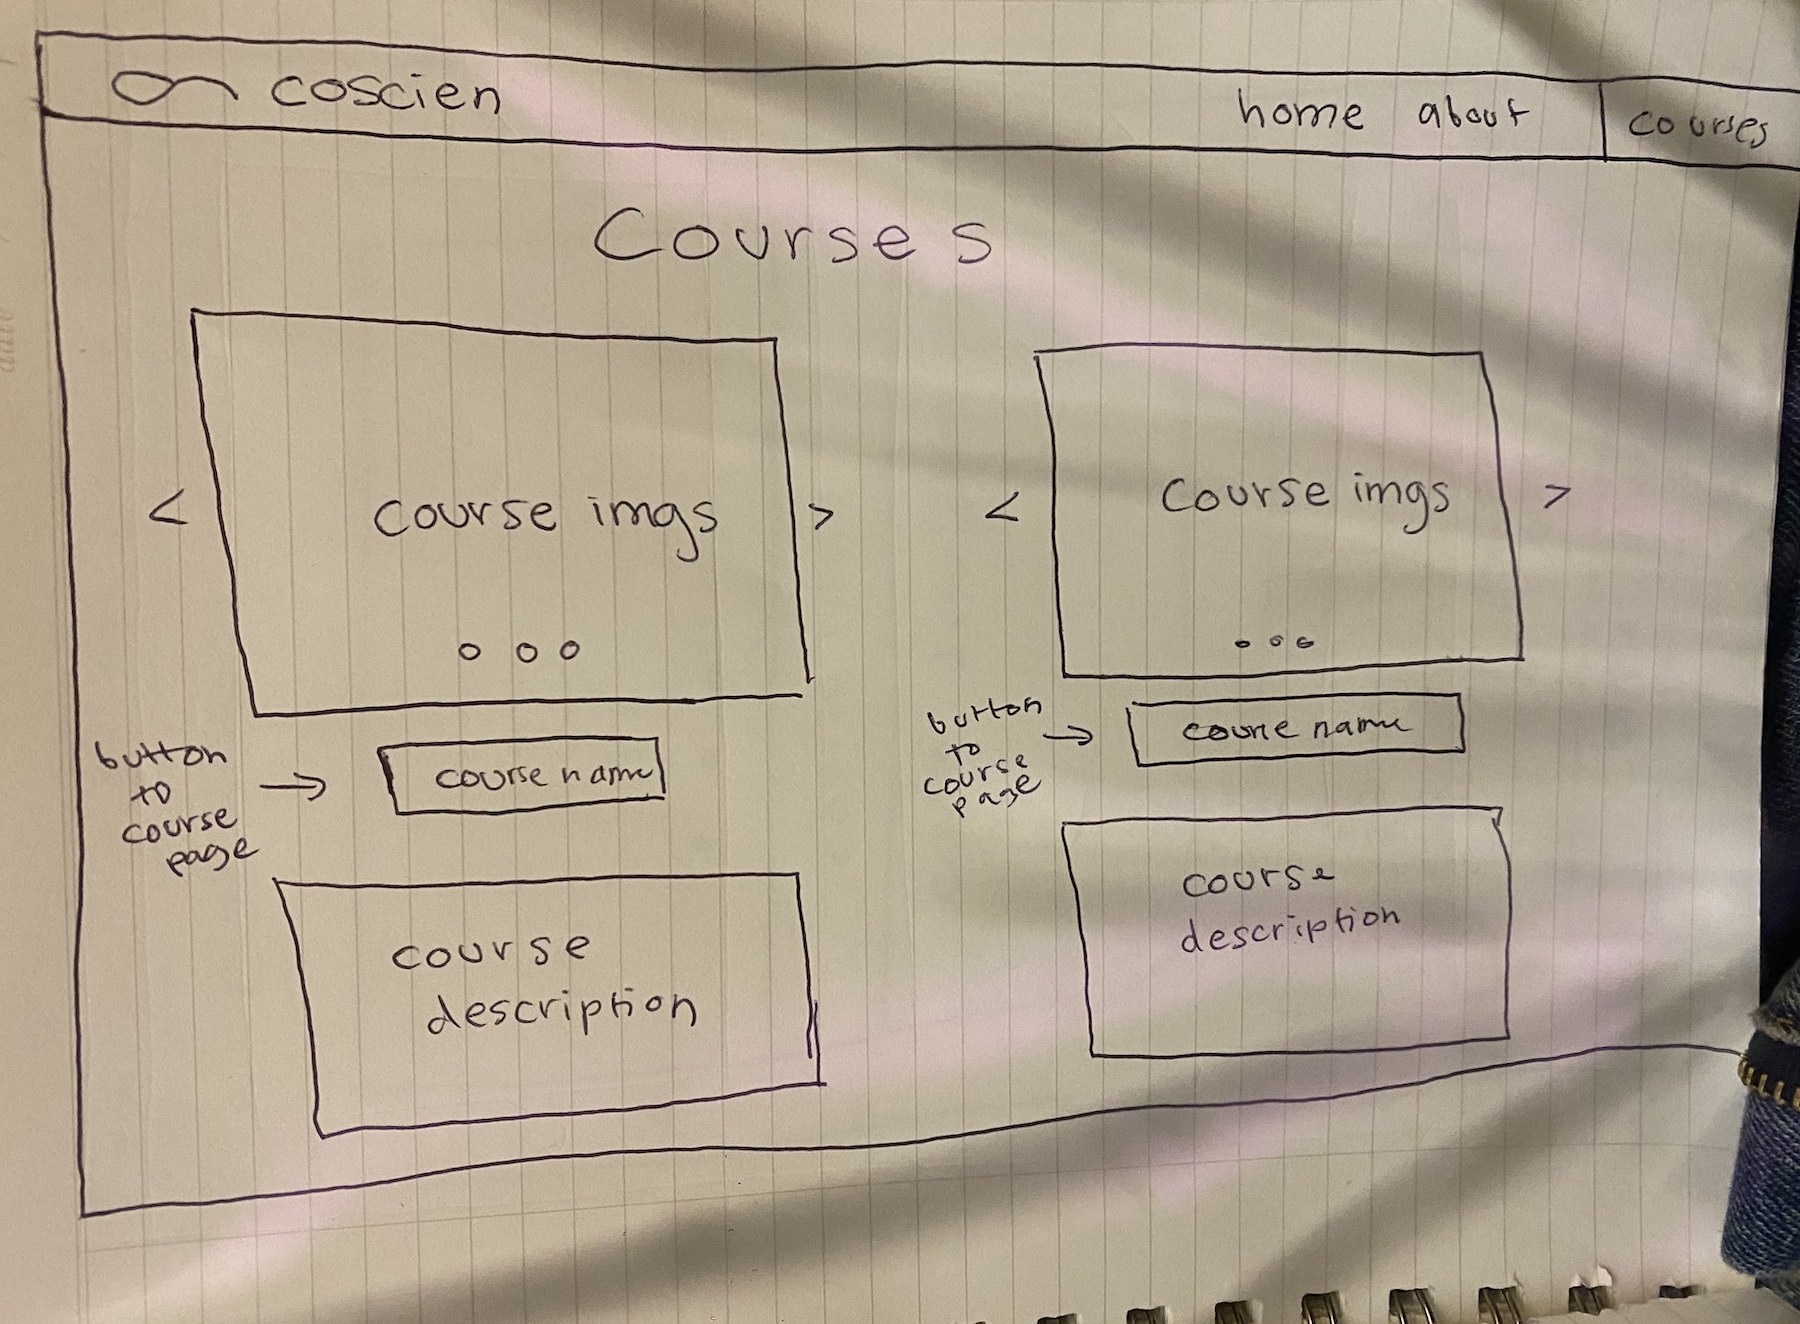 coscien
home about courses
Courses
< course imgs >
< Course imgs >
button
to
course
page
→ course name
button
to
course
page
→ course name
course
description
course
description